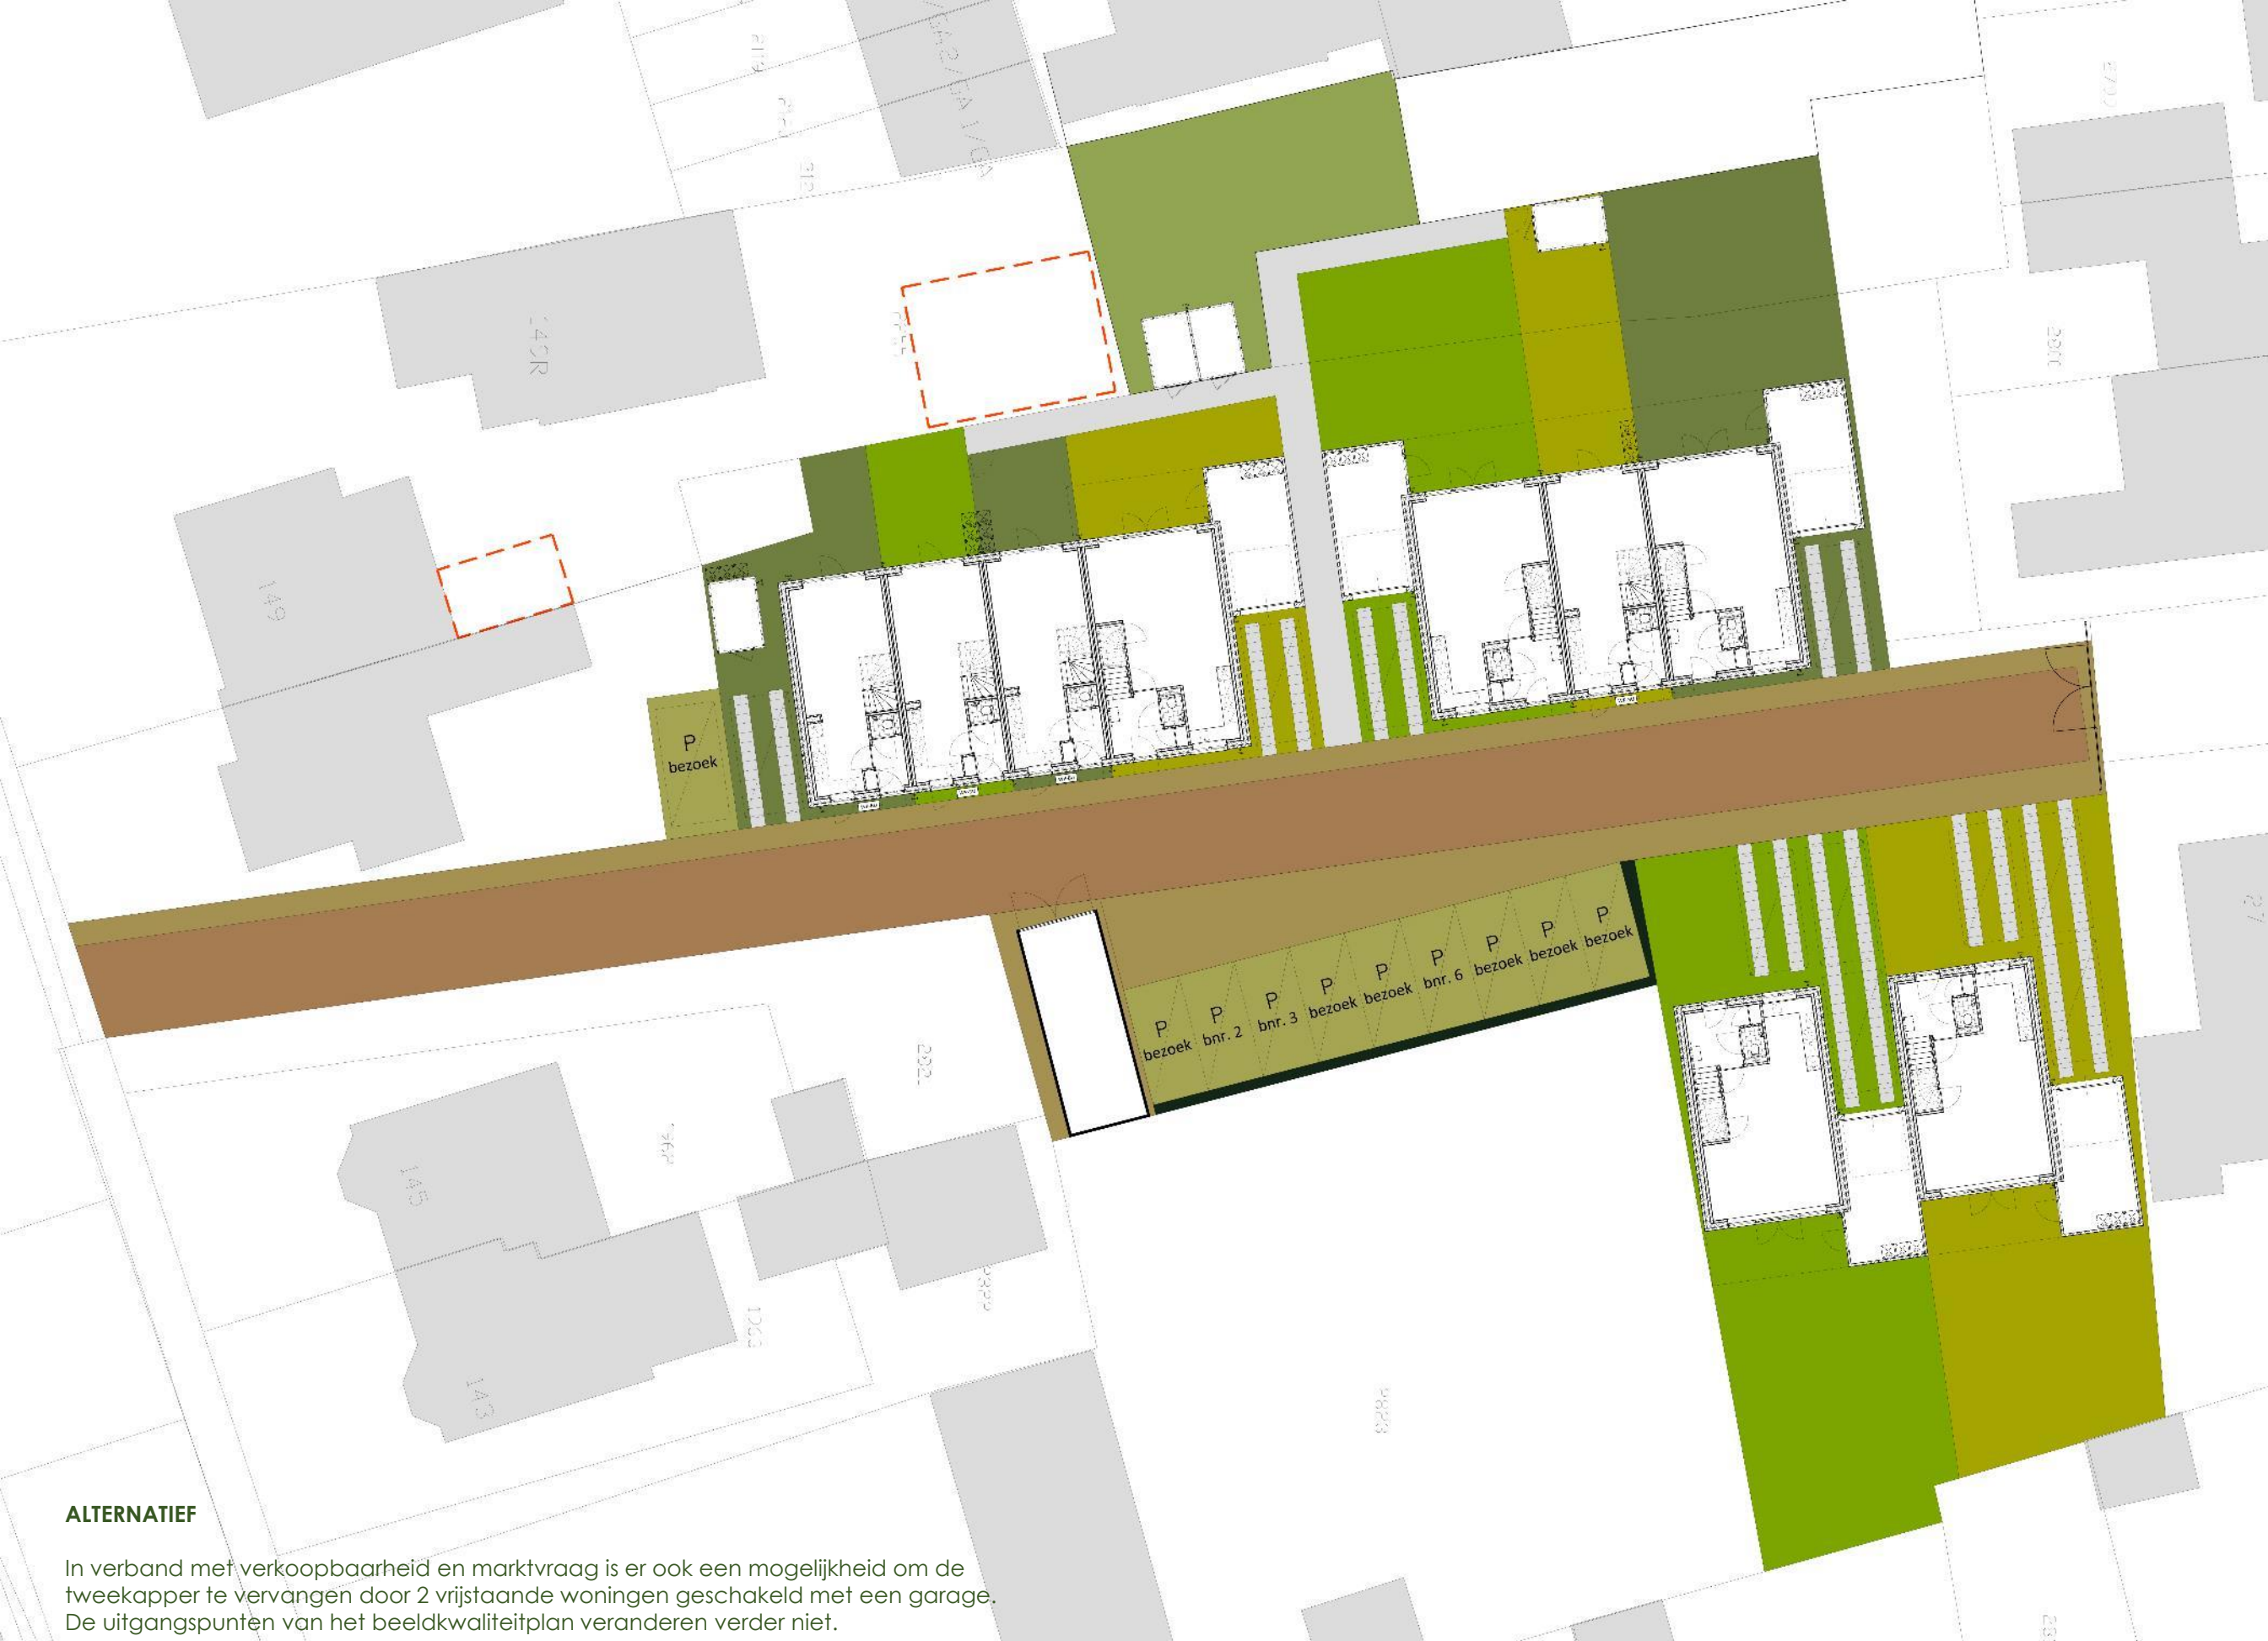 149
P
bezoek
P
bezoek
P
bnr. 2
P
bnr. 3
P
bezoek
P
bezoek
P
bnr. 6
P
bezoek
P
bezoek
P
bezoek
145
143
ALTERNATIEF
In verband met verkoopbaarheid en marktvraag is er ook een mogelijkheid om de
tweekapper te vervangen door 2 vrijstaande woningen geschakeld met een garage.
De uitgangspunten van het beeldkwaliteitplan veranderen verder niet.